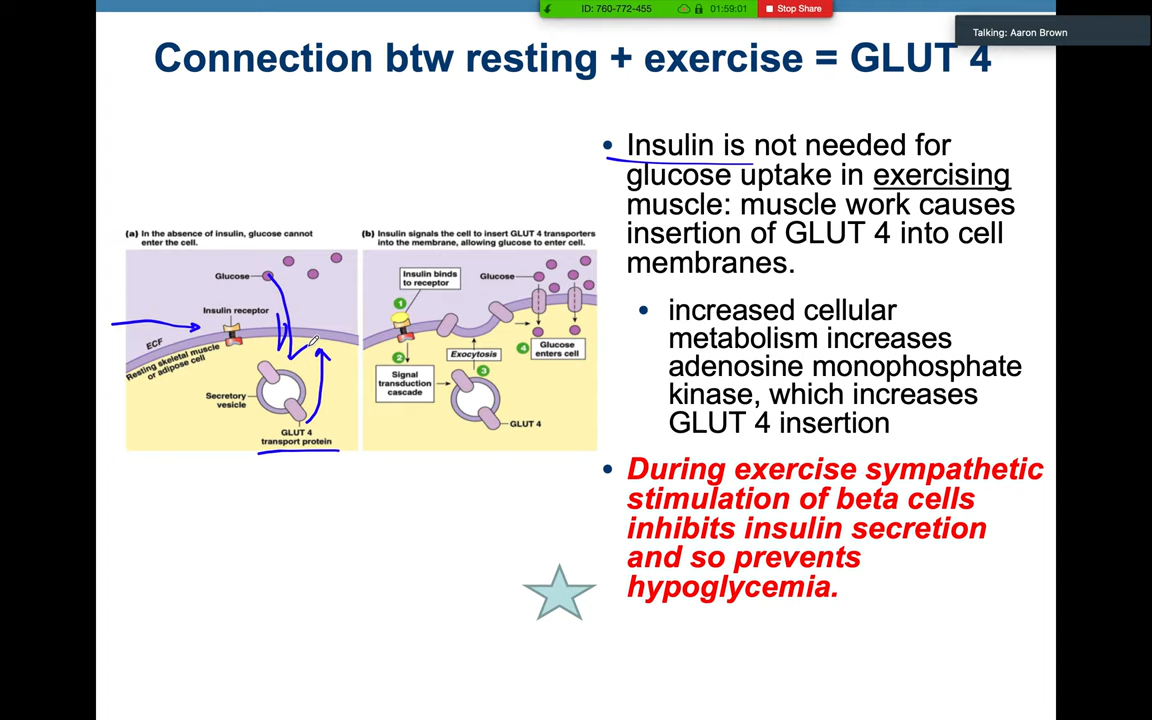 ID: 760-772-455
01:59:01
Stop Share
Talking: Aaron Brown
Connection btw resting + exercise = GLUT 4
(a) In the absence of insulin, glucose cannot
enter the cell.
Glucose
Insulin receptor
ECF
Resting skeletal muscle
or adipose cell
Secretory
vesicle
GLUT 4
transport protein
(b) Insulin signals the cell to insert GLUT 4 transporters
into the membrane, allowing glucose to enter cell.
Insulin binds
to receptor
Glucose
1
2
Signal
transduction
cascade
Exocytosis
3
4
Glucose
enters cell
GLUT 4
• Insulin is not needed for
glucose uptake in exercising
muscle: muscle work causes
insertion of GLUT 4 into cell
membranes.
• increased cellular
metabolism increases
adenosine monophosphate
kinase, which increases
GLUT 4 insertion
• During exercise sympathetic
stimulation of beta cells
inhibits insulin secretion
and so prevents
hypoglycemia.